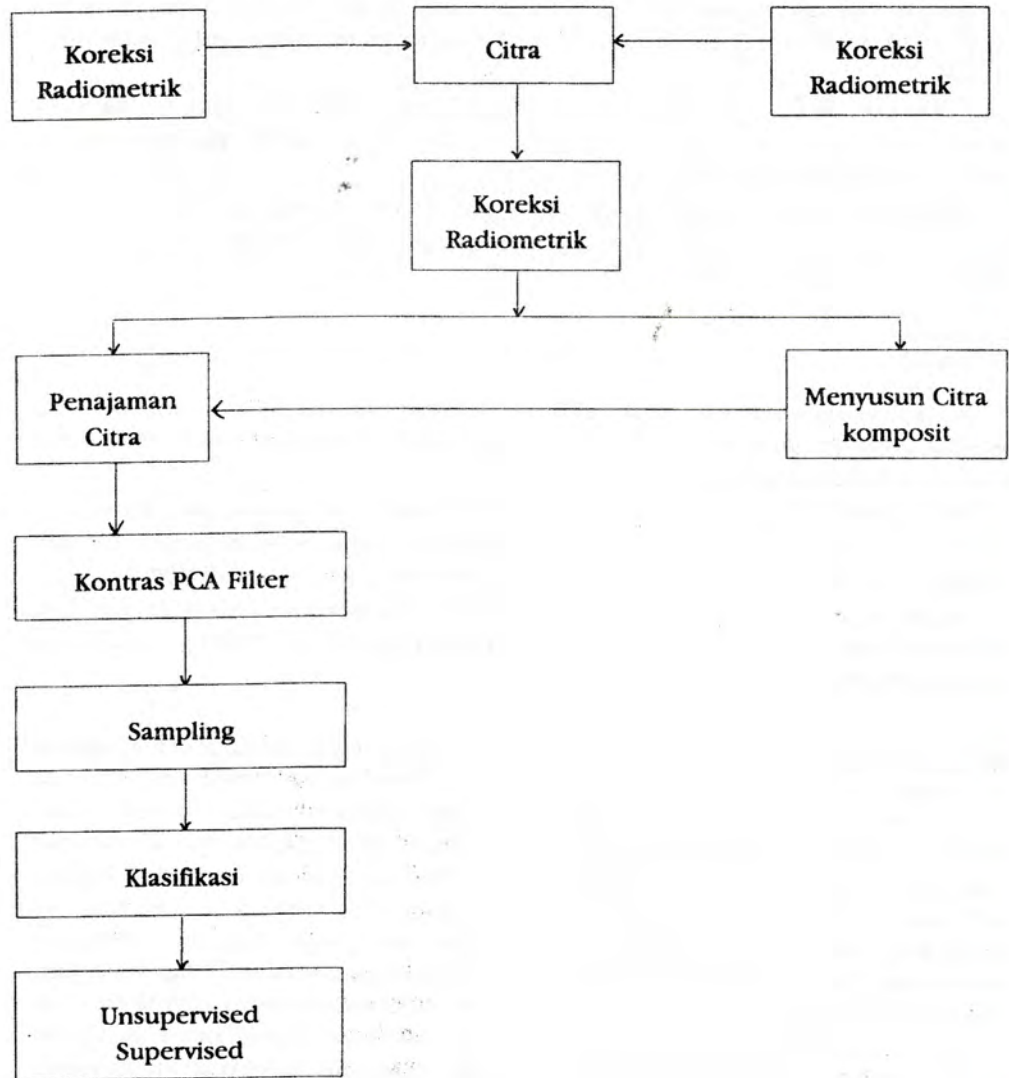 Koreksi
Radiometrik
Citra
Koreksi
Radiometrik
Koreksi
Radiometrik
Penajaman
Citra
Menyusun Citra
komposit
Kontras PCA Filter
Sampling
Klasifikasi
Unsupervised
Supervised